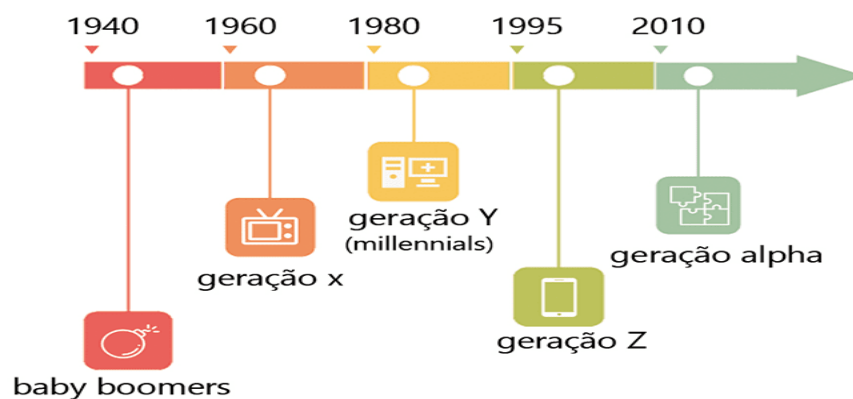 1940
1960
1980
1995
2010
baby boomers
geração x
geração Y
(millennials)
geração Z
geração alpha